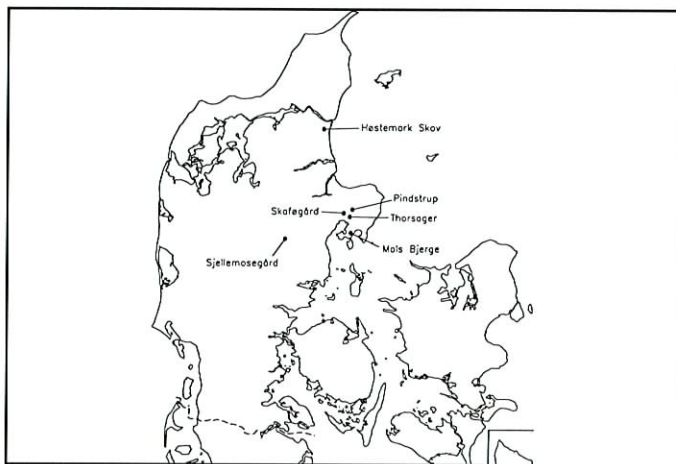 Høstemark Skov
Pindstrup
Skaføgård
Thorsager
Mols Bjerge
Sjellemosegård